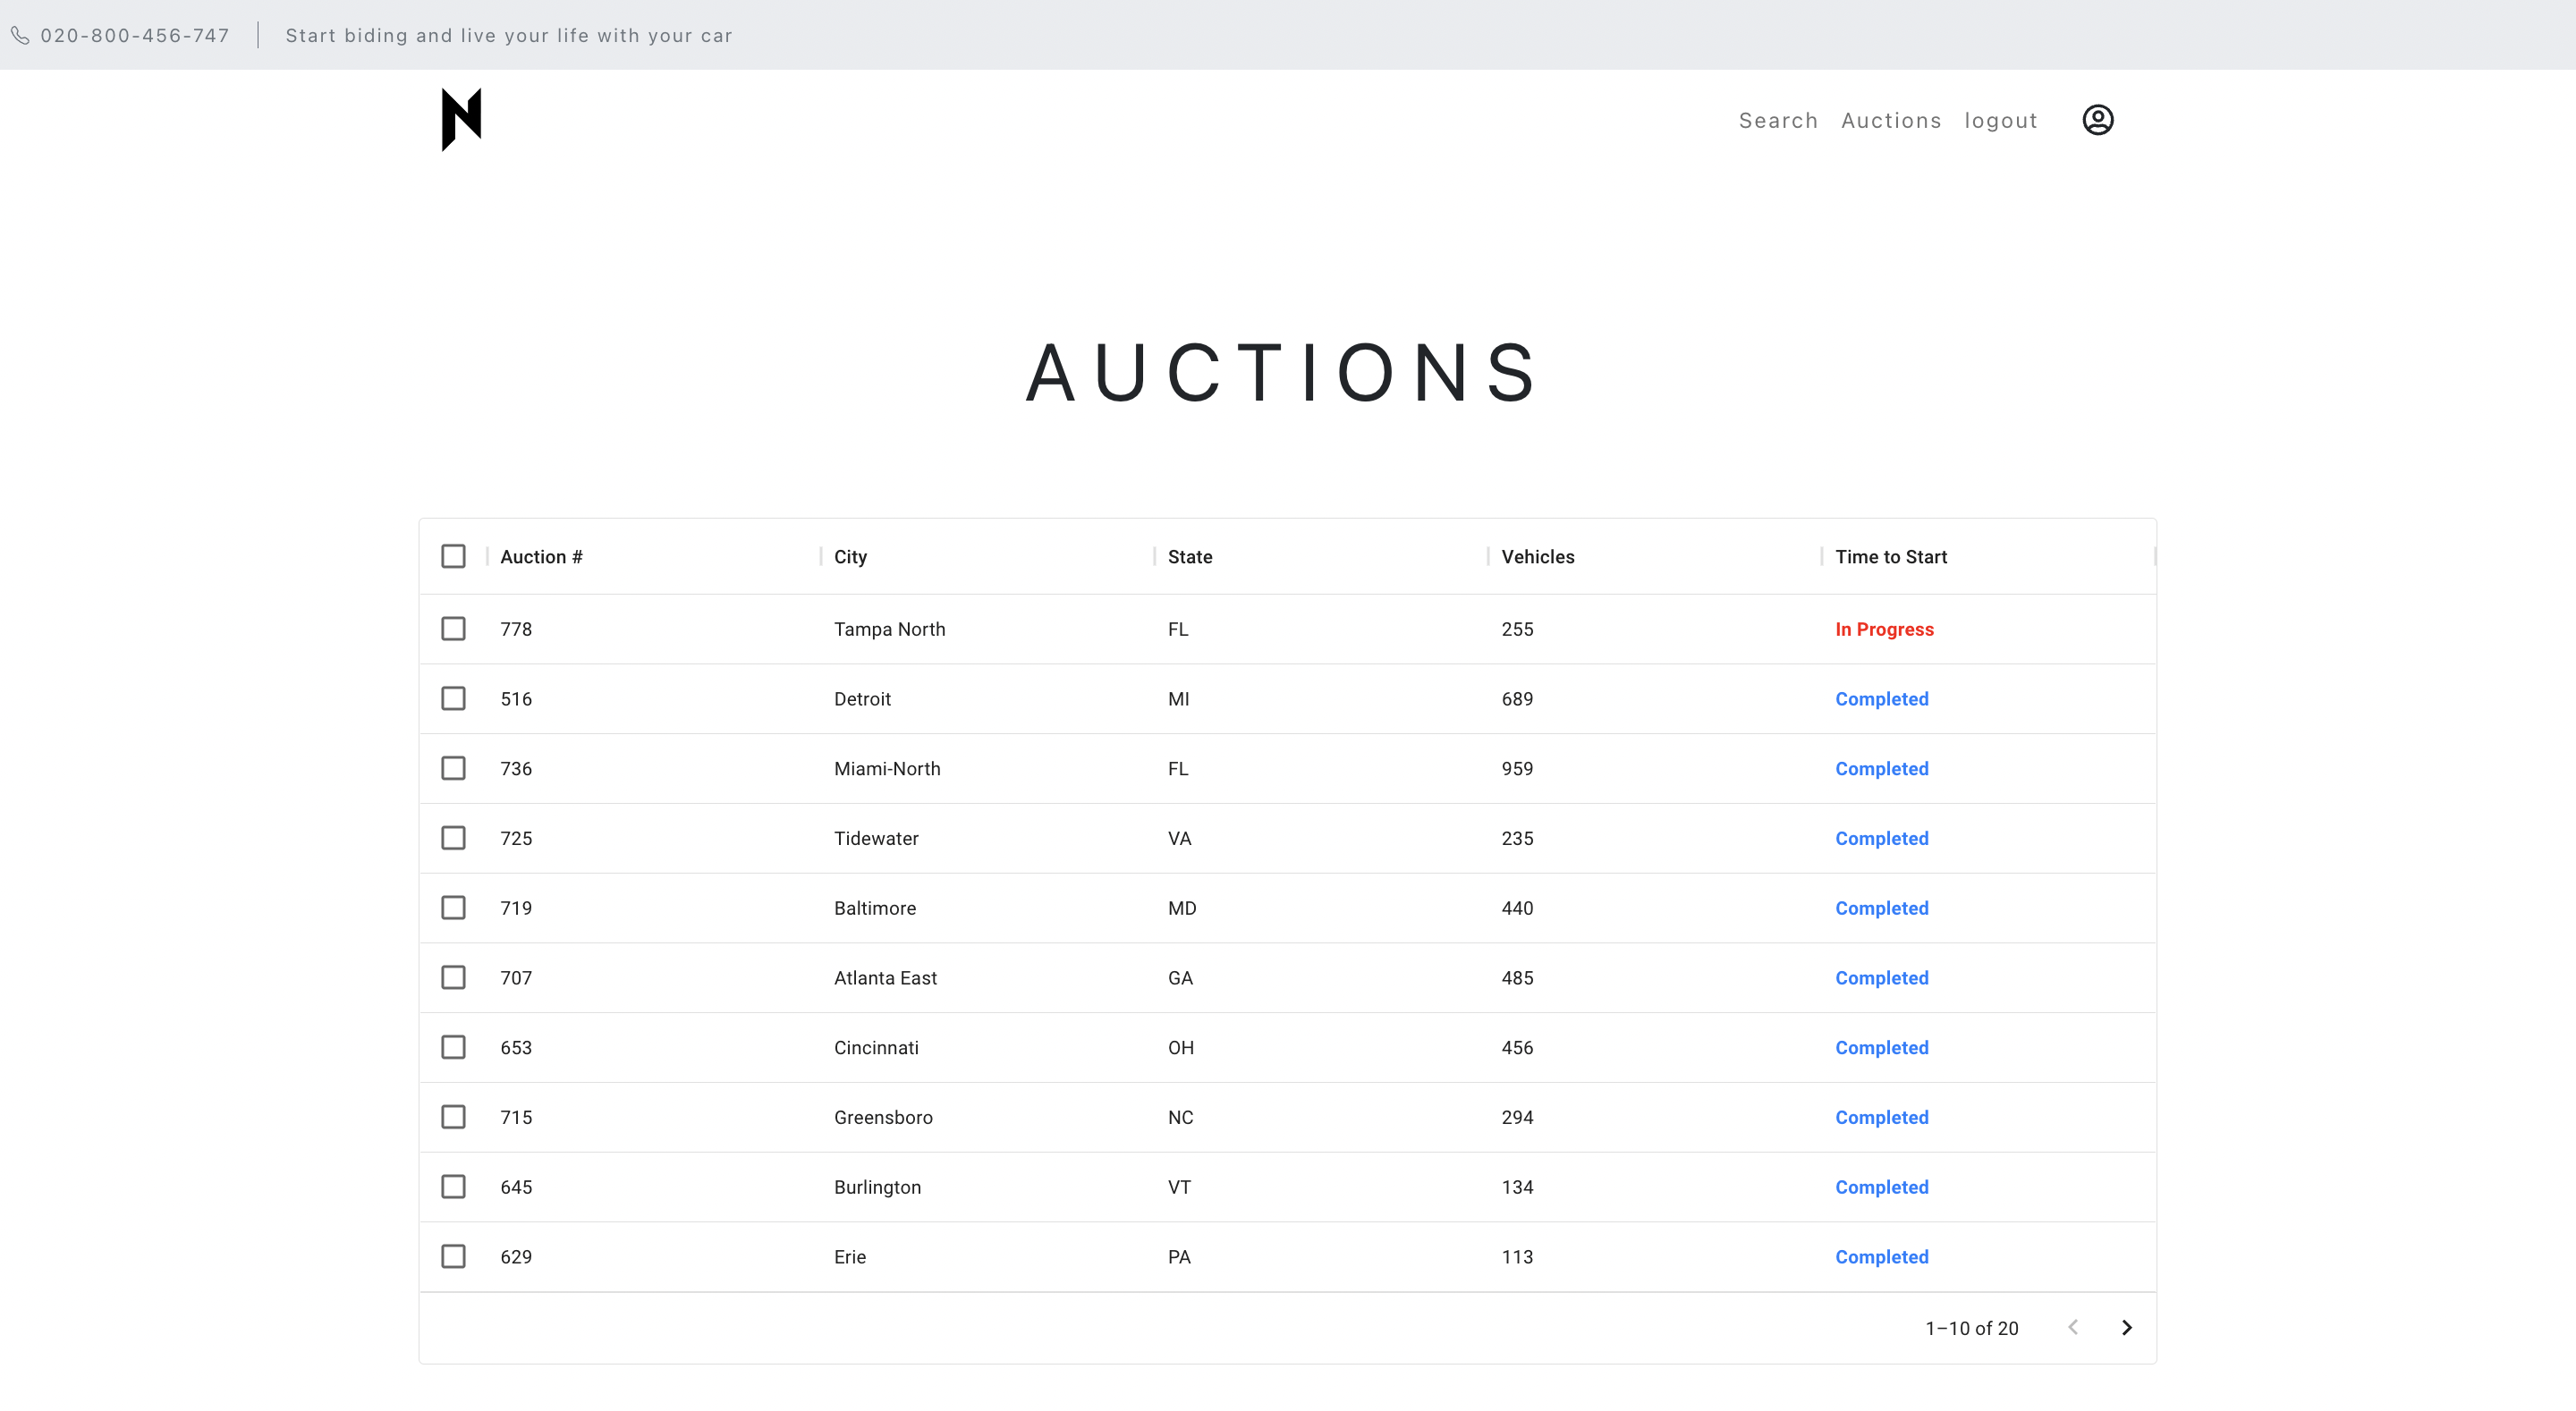 020-800-456-747 Start biding and live your life with your car
Search Auctions logout
AUCTIONS
Auction # City State Vehicles Time to Start
778 Tampa North FL 255 In Progress
516 Detroit MI 689 Completed
736 Miami-North FL 959 Completed
725 Tidewater VA 235 Completed
719 Baltimore MD 440 Completed
707 Atlanta East GA 485 Completed
653 Cincinnati OH 456 Completed
715 Greensboro NC 294 Completed
645 Burlington VT 134 Completed
629 Erie PA 113 Completed
1–10 of 20